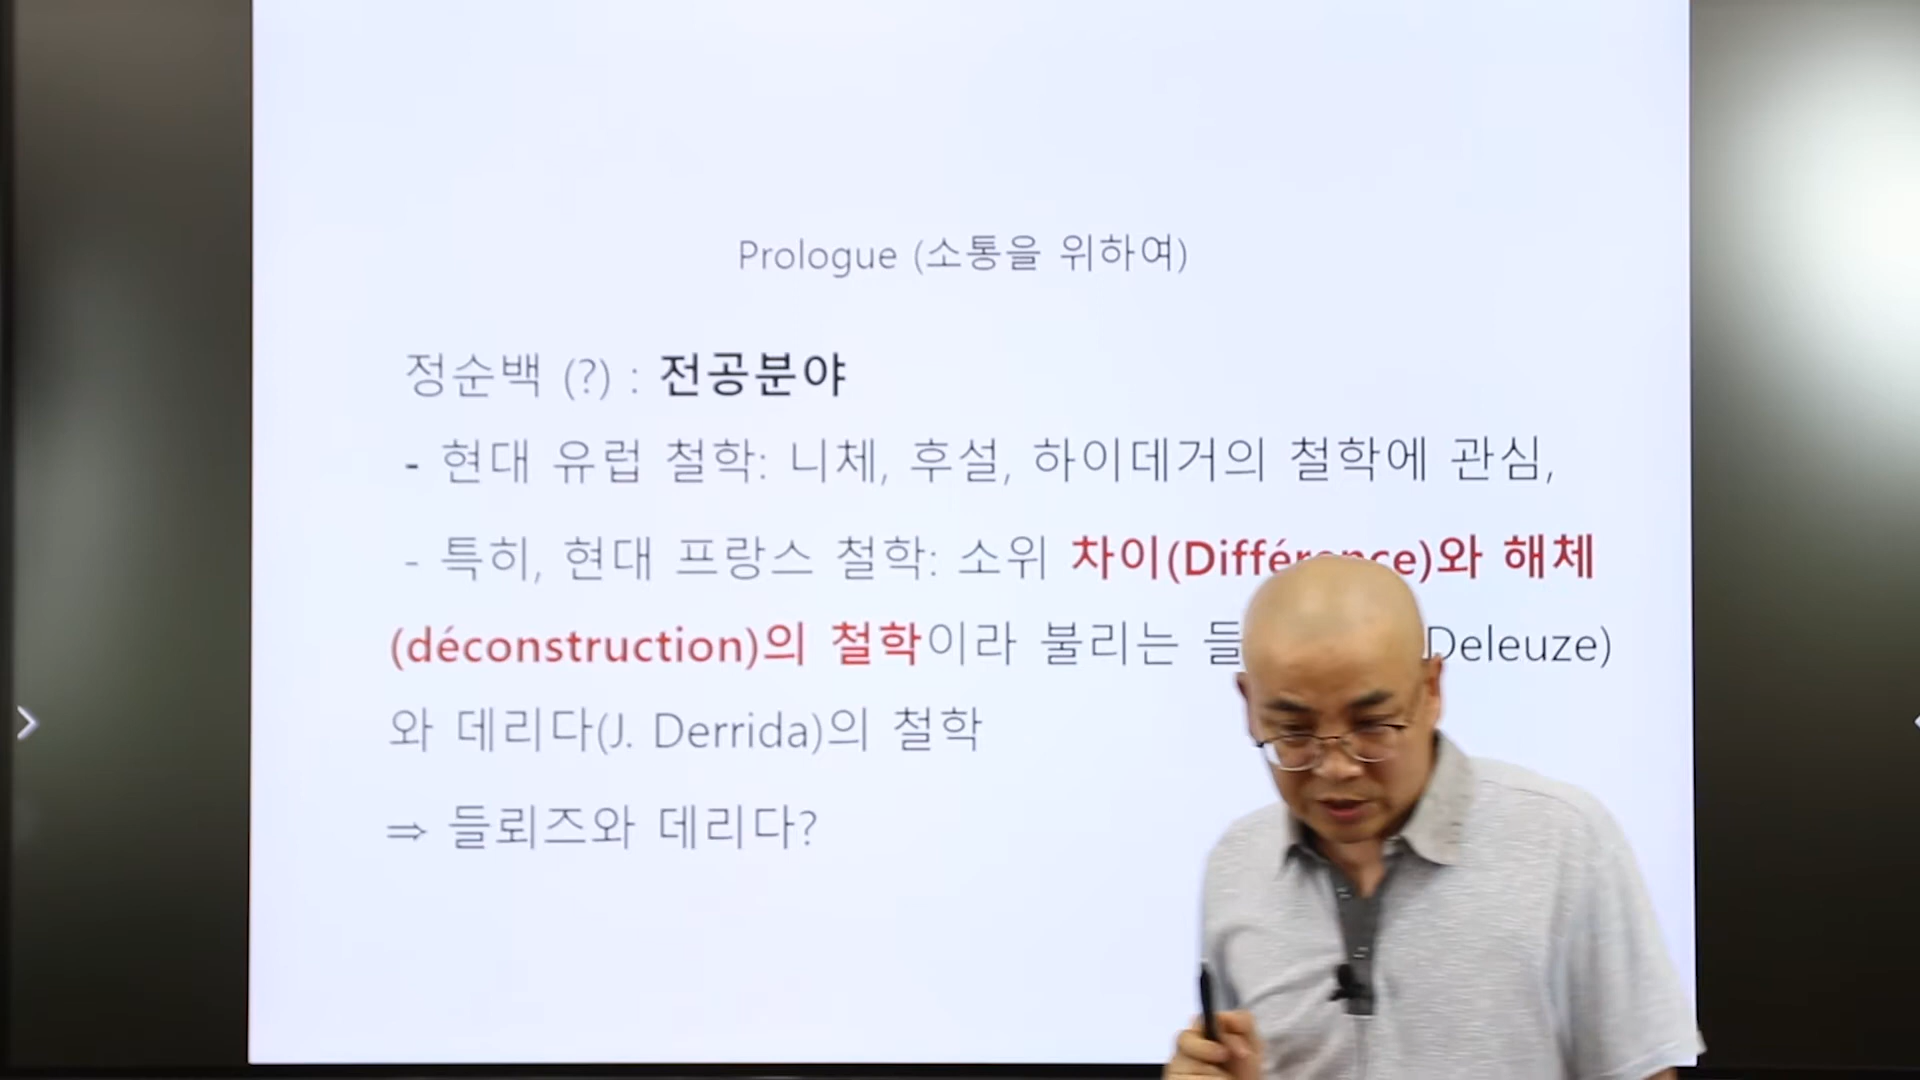 Prologue (소통을 위하여)
정순백 (?) : 전공분야
- 현대 유럽 철학: 니체, 후설, 하이데거의 철학에 관심,
- 특히, 현대 프랑스 철학: 소위 차이(Différence)와 해체
(déconstruction)의 철학이라 불리는 Deleuze)
와 데리다(J. Derrida)의 철학
⇒ 들뢰즈와 데리다?